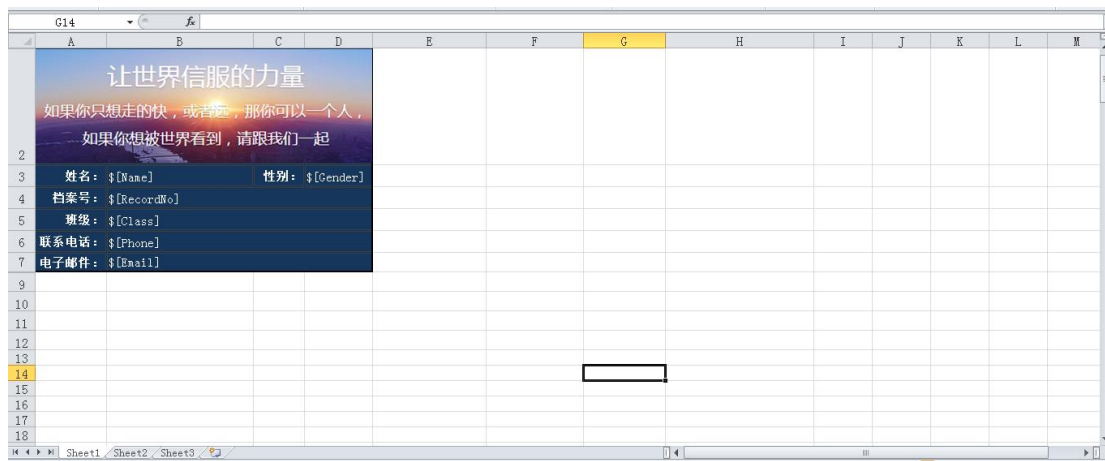 G14 fx
A B C D E F G H I J K L M
让世界信服的力量
如果你只想走的快，或者远，那你可以一个人，
如果你想被世界看到，请跟我们一起
2
3 姓名： $[Name] 性别： $[Gender]
4 档案号： $[RecordNo]
5 班级： $[Class]
6 联系电话： $[Phone]
7 电子邮件： $[Email]
9
10
11
12
13
14
15
16
17
18
Sheet1 Sheet2 Sheet3